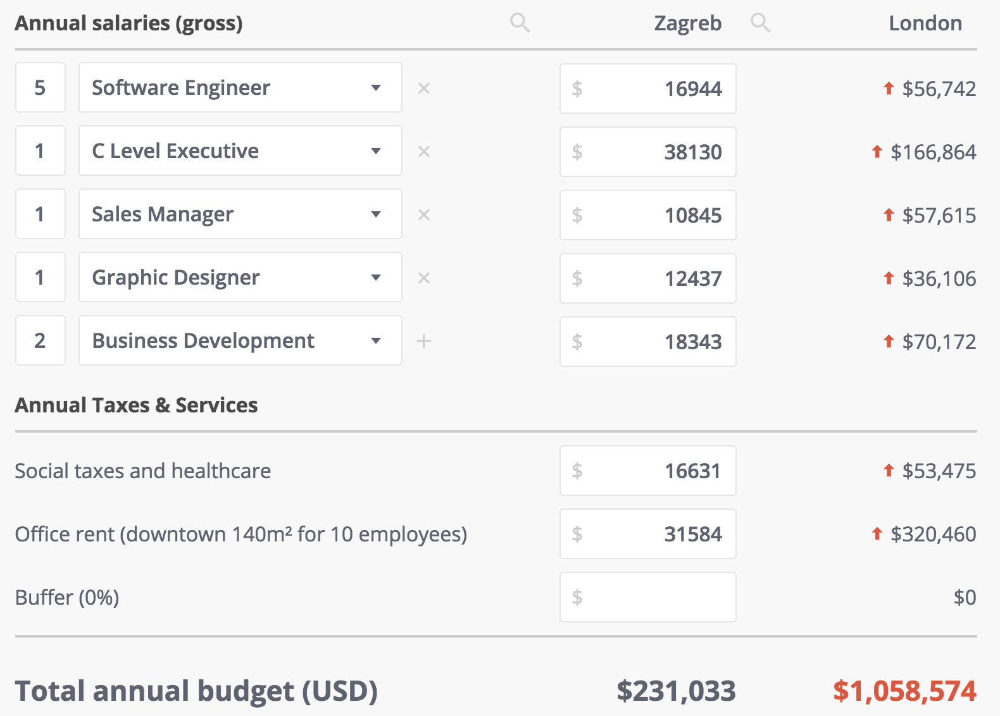 Annual salaries (gross) Zagreb London
5 Software Engineer × $ 16944 $56,742
1 C Level Executive × $ 38130 $166,864
1 Sales Manager × $ 10845 $57,615
1 Graphic Designer × $ 12437 $36,106
2 Business Development + $ 18343 $70,172
Annual Taxes & Services
Social taxes and healthcare $ 16631 $53,475
Office rent (downtown 140m² for 10 employees) $ 31584 $320,460
Buffer (0%) $ $0
Total annual budget (USD) $231,033 $1,058,574